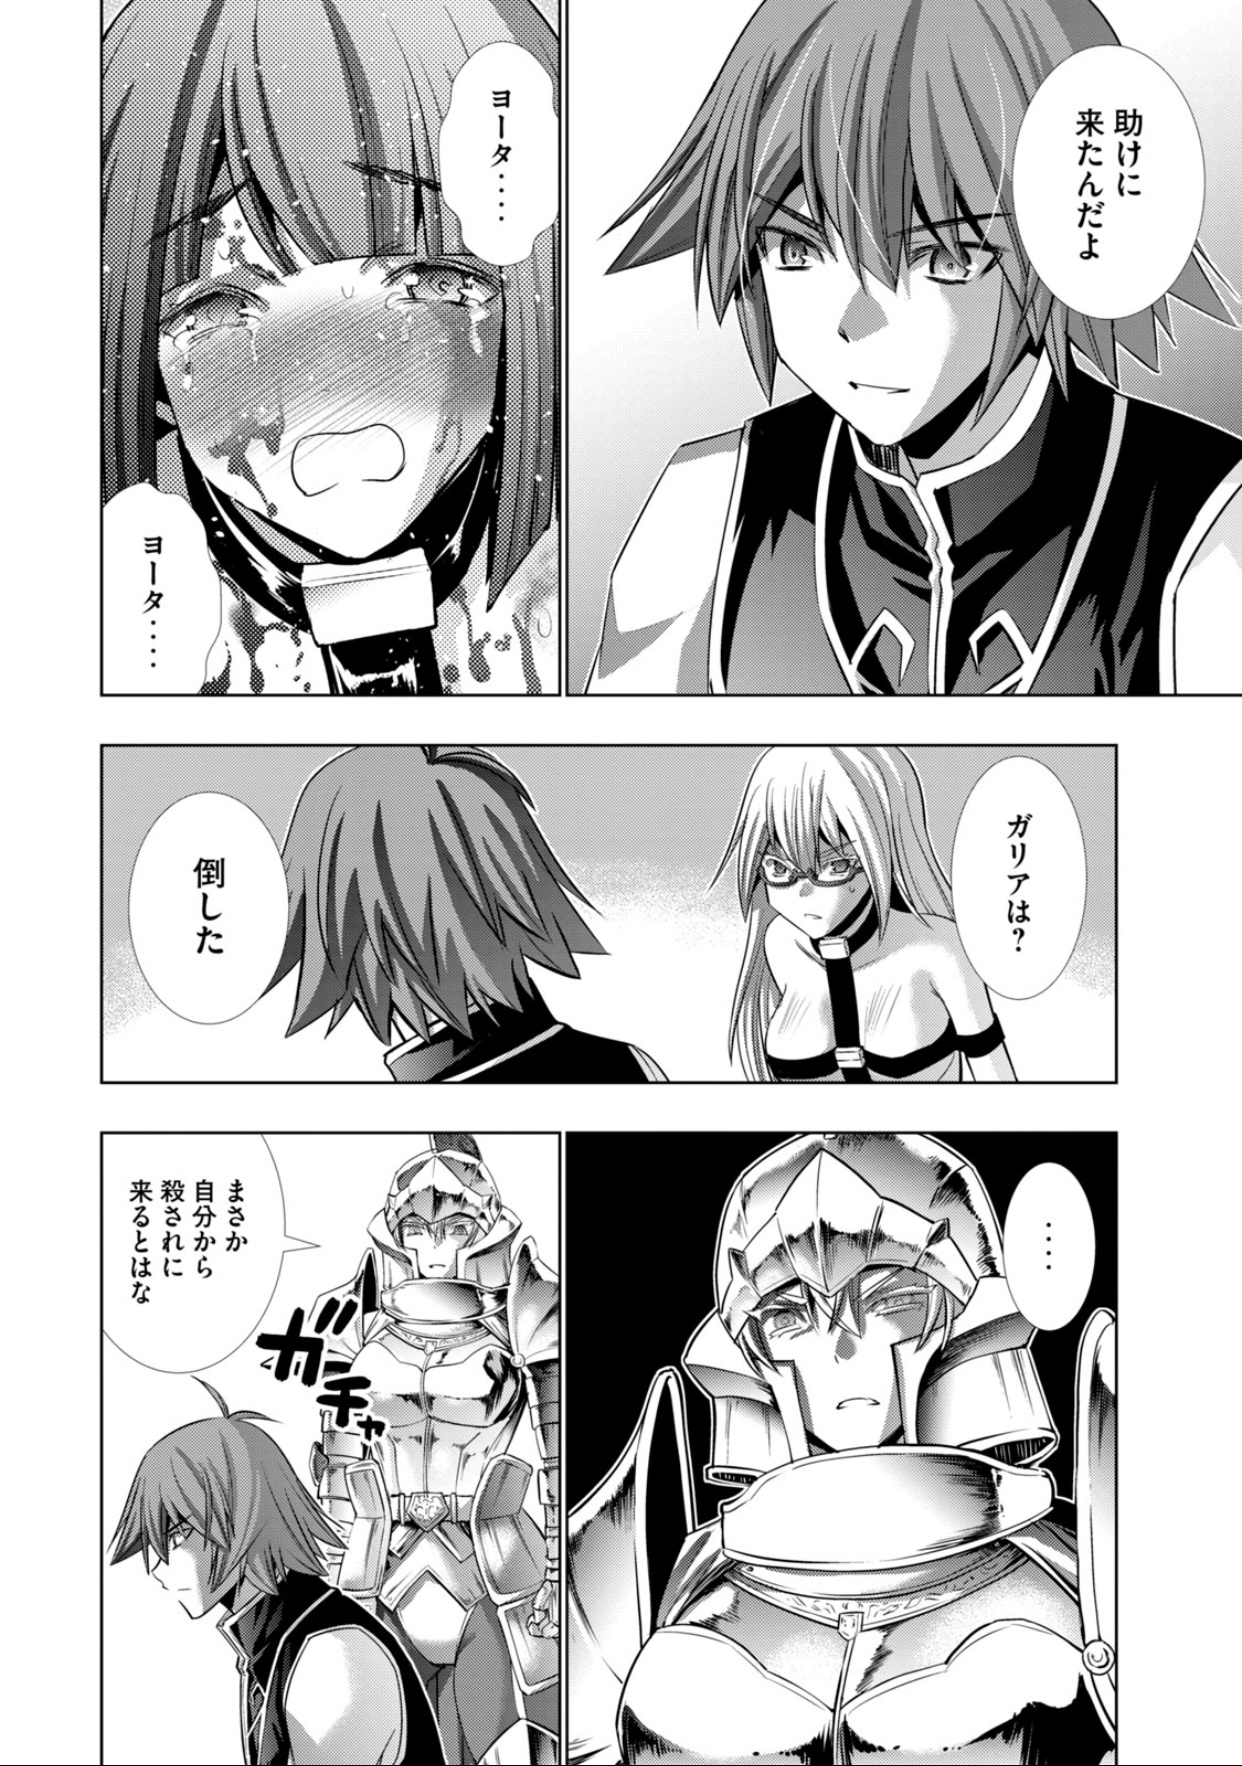 助けに
来たんだよ
ヨータ‥‥
ヨータ‥‥
ガリアは？
倒した
‥‥
まさか
自分から
殺されに
来るとはな
ガチャ